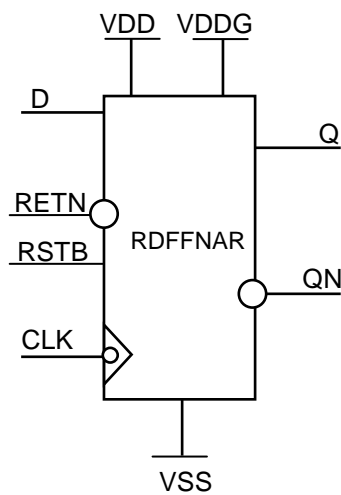 VDD VDDG
D
Q
RETN
RDFFNAR
RSTB
QN
CLK
VSS